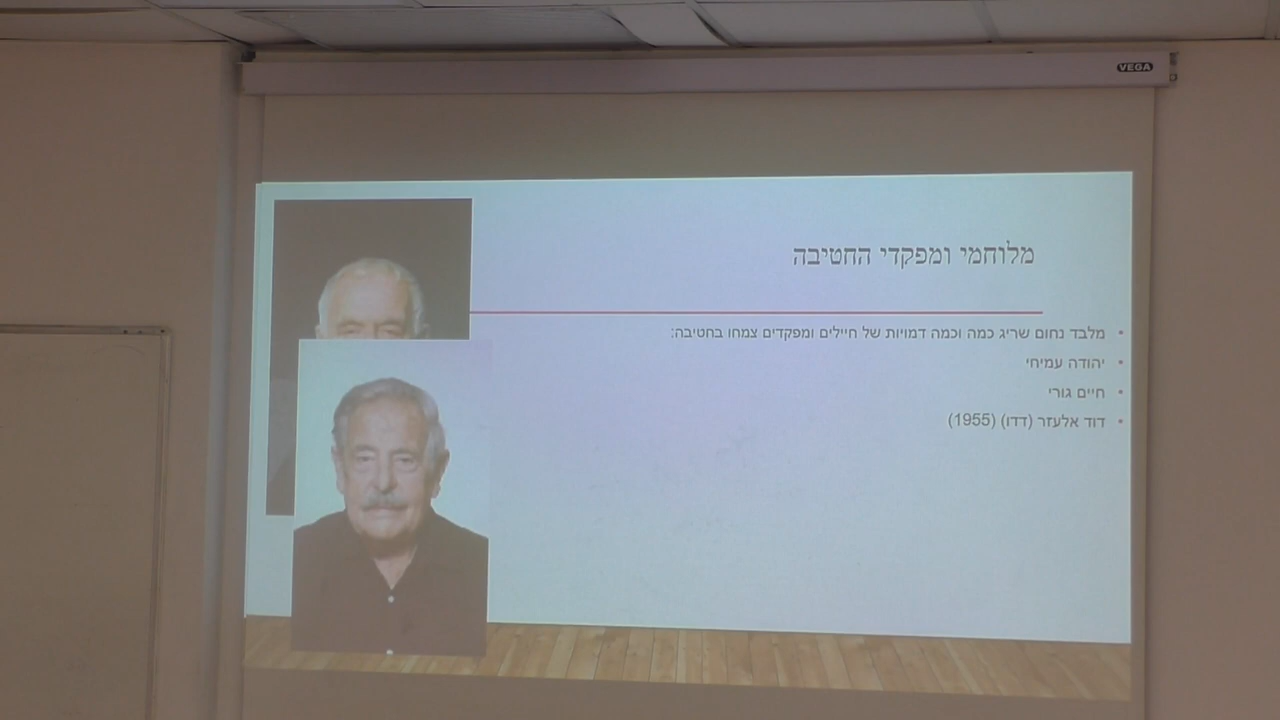 VEGA
מלוחמי ומפקדי החטיבה
• מלבד נחום שריג כמה וכמה דמויות של חיילים ומפקדים צמחו בחטיבה:
• יהודה עמיחי
• חיים גורי
• דוד אלעזר (דדו) (1955)